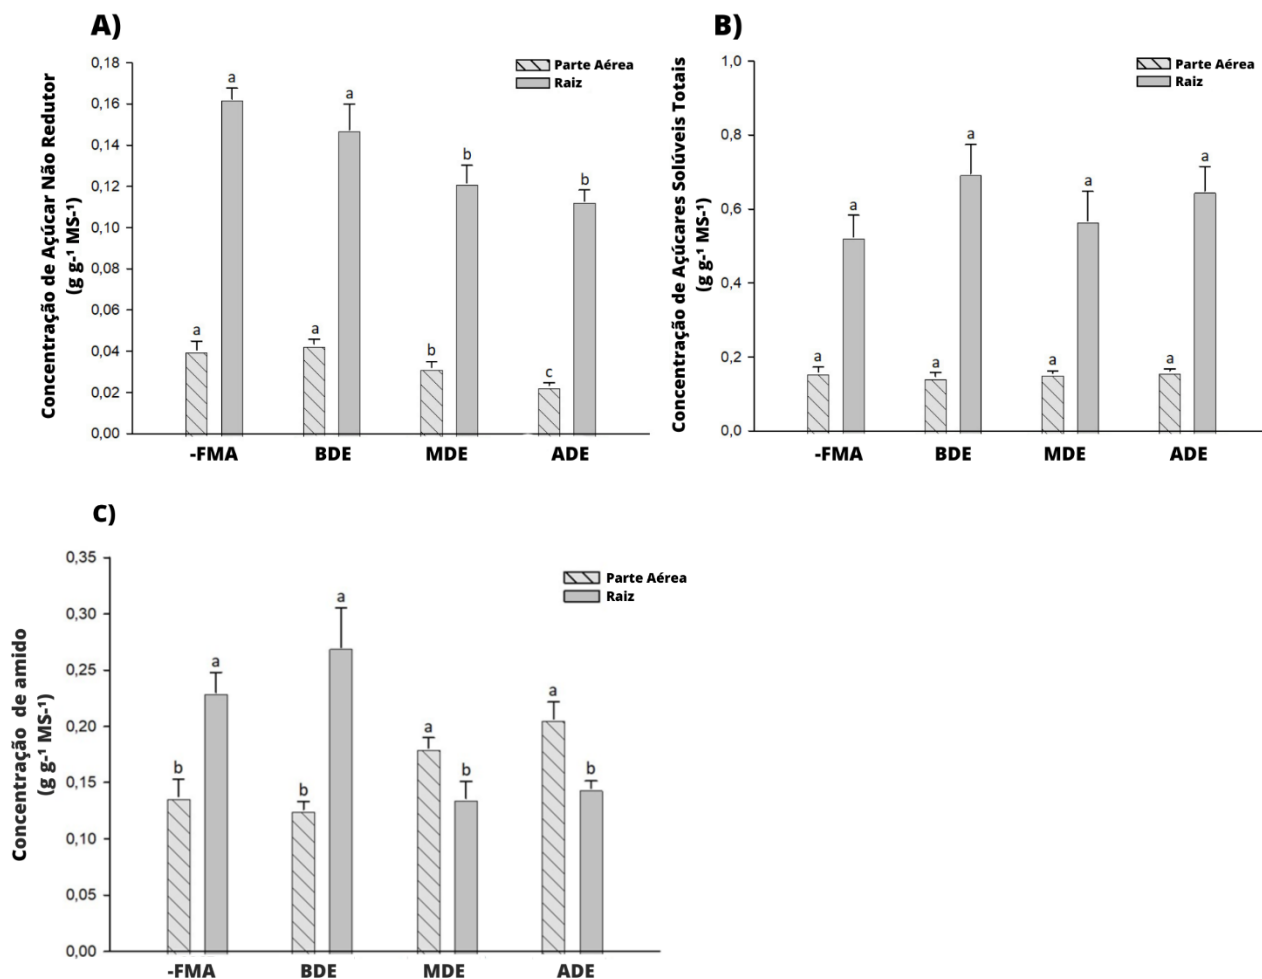 A)
Concentração de Açúcar Não Redutor
(g g-¹ MS-¹)
0,18
0,16
0,14
0,12
0,10
0,08
0,06
0,04
0,02
0,00
Parte Aérea
Raiz
a
a
a
a
b
b
c
b
-FMA BDE MDE ADE
B)
Concentração de Açúcares Solúveis Totais
(g g-¹ MS-¹)
1,0
0,8
0,6
0,4
0,2
0,0
Parte Aérea
Raiz
a
a
a
a
a
a
a
a
-FMA BDE MDE ADE
C)
Concentração de amido
(g g-¹ MS-¹)
0,35
0,30
0,25
0,20
0,15
0,10
0,05
0,00
Parte Aérea
Raiz
b
a
b
a
a
b
a
b
-FMA BDE MDE ADE